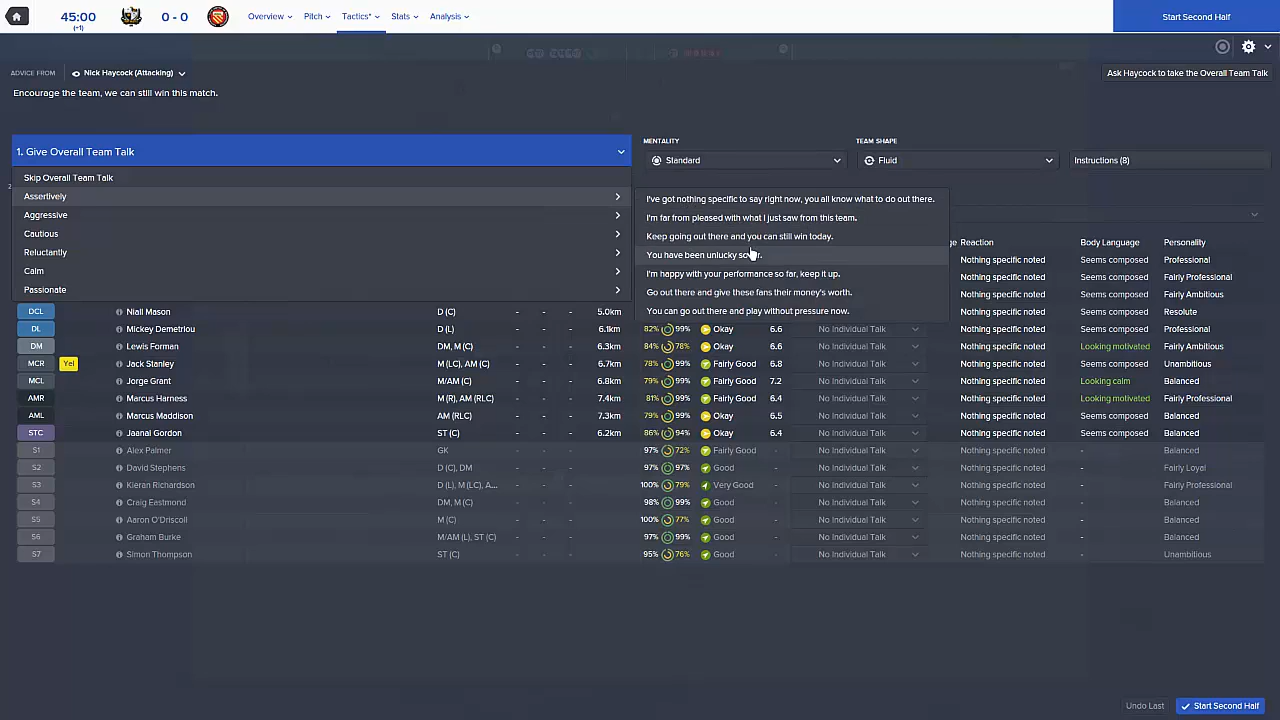 45:00
(+1)
0 - 0
Overview
Pitch
Tactics*
Stats
Analysis
Start Second Half
ADVICE FROM
Nick Haycock (Attacking)
Ask Haycock to take the Overall Team Talk
Encourage the team, we can still win this match.
1. Give Overall Team Talk
MENTALITY
TEAM SHAPE
Standard
Fluid
Instructions (8)
Skip Overall Team Talk
Assertively
Aggressive
Cautious
Reluctantly
Calm
Passionate
I've got nothing specific to say right now, you all know what to do out there.
I'm far from pleased with what I just saw from this team.
Keep going out there and you can still win today.
You have been unlucky
I'm happy with your performance so far, keep it up.
Go out there and give these fans their money's worth.
You can go out there and play without pressure now.
Reaction Body Language Personality
Nothing specific noted Seems composed Professional
Nothing specific noted Seems composed Fairly Professional
Nothing specific noted Seems composed Fairly Ambitious
DCL Niall Mason D (C) - - - 5.0km Nothing specific noted Seems composed Resolute
DL Mickey Demetriou D (L) - - - 6.1km 82% 99% Okay 6.6 No Individual Talk Nothing specific noted Seems composed Professional
DM Lewis Forman DM, M (C) - - - 6.3km 84% 78% Okay 6.6 No Individual Talk Nothing specific noted Looking motivated Fairly Ambitious
MCR Yel Jack Stanley M (LC), AM (C) - - - 6.7km 78% 99% Fairly Good 6.8 No Individual Talk Nothing specific noted Seems composed Unambitious
MCL Jorge Grant M/AM (C) - - - 6.8km 79% 99% Fairly Good 7.2 No Individual Talk Nothing specific noted Looking calm Balanced
AMR Marcus Harness M (R), AM (RLC) - - - 7.4km 81% 99% Fairly Good 6.4 No Individual Talk Nothing specific noted Looking motivated Fairly Professional
AML Marcus Maddison AM (RLC) - - - 7.3km 79% 99% Okay 6.5 No Individual Talk Nothing specific noted Seems composed Balanced
STC Jaanal Gordon ST (C) - - - 6.2km 86% 94% Okay 6.4 No Individual Talk Nothing specific noted Seems composed Balanced
S1 Alex Palmer GK - - - 97% 72% Fairly Good - No Individual Talk Nothing specific noted - Balanced
S2 David Stephens D (C), DM - - - 97% 97% Good - No Individual Talk Nothing specific noted - Fairly Loyal
S3 Kieran Richardson D (L), M (LC), A... - - - 100% 79% Very Good - No Individual Talk Nothing specific noted - Fairly Professional
S4 Craig Eastmond DM, M (C) - - - 98% 99% Good - No Individual Talk Nothing specific noted - Balanced
S5 Aaron O'Driscoll M (C) - - - 100% 77% Good - No Individual Talk Nothing specific noted - Balanced
S6 Graham Burke M/AM (L), ST (C) - - - 97% 99% Good - No Individual Talk Nothing specific noted - Balanced
S7 Simon Thompson ST (C) - - - 95% 76% Good - No Individual Talk Nothing specific noted - Unambitious
Undo Last
Start Second Half